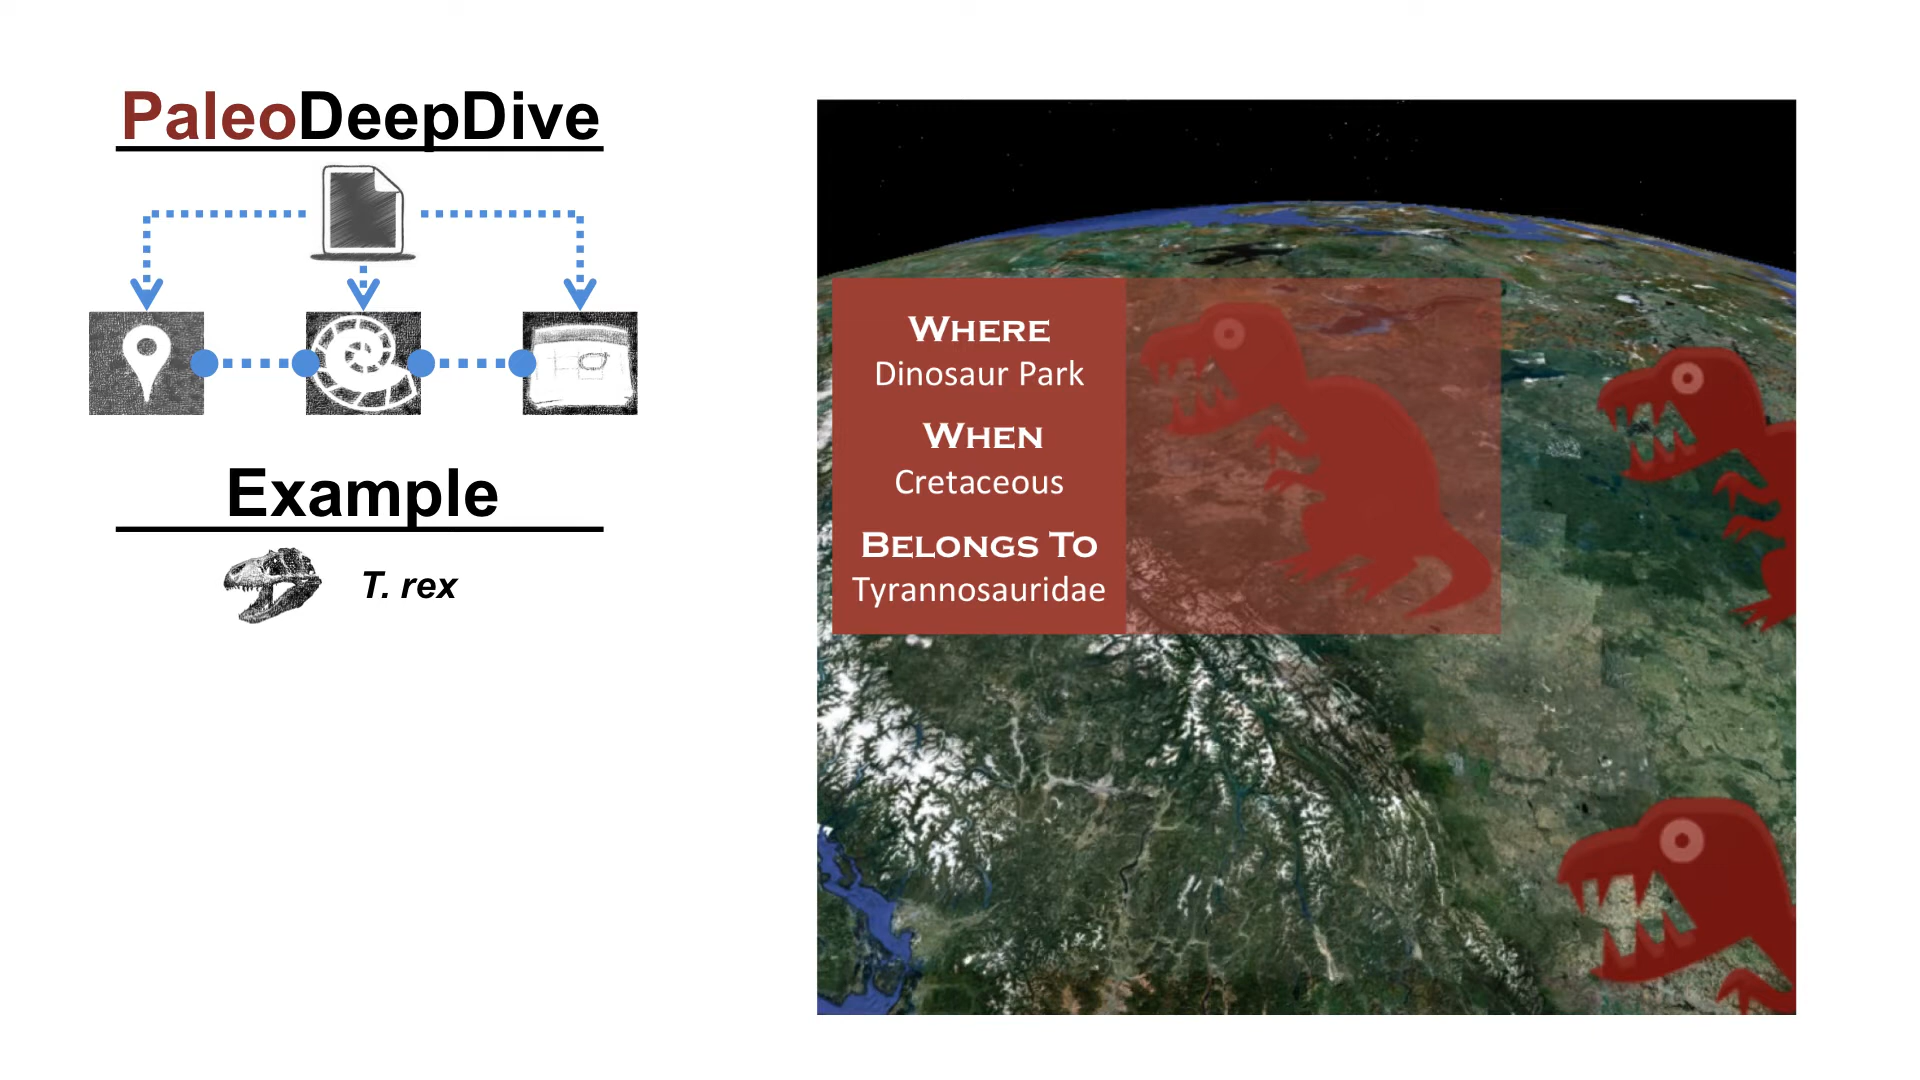 PaleoDeepDive
Example
T. rex
WHERE
Dinosaur Park
WHEN
Cretaceous
BELONGS TO
Tyrannosauridae